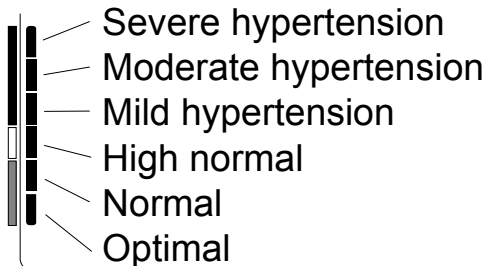 Severe hypertension
Moderate hypertension
Mild hypertension
High normal
Normal
Optimal